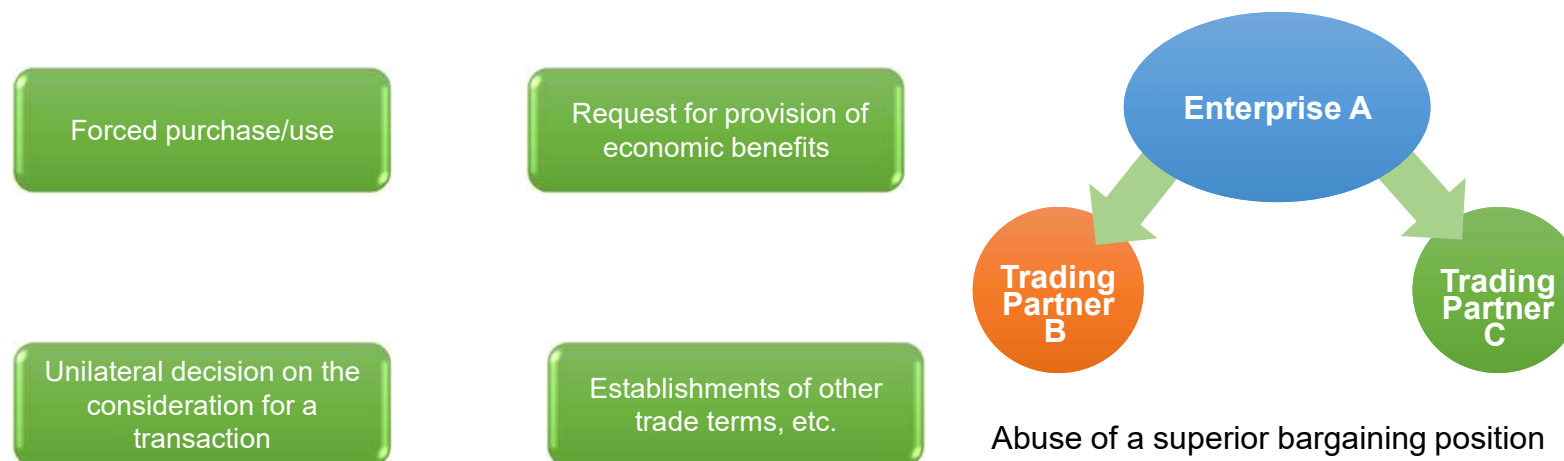 Forced purchase/use
Request for provision of
economic benefits
Unilateral decision on the
consideration for a
transaction
Establishments of other
trade terms, etc.
Enterprise A
Trading
Partner
B
Trading
Partner
C
Abuse of a superior bargaining position